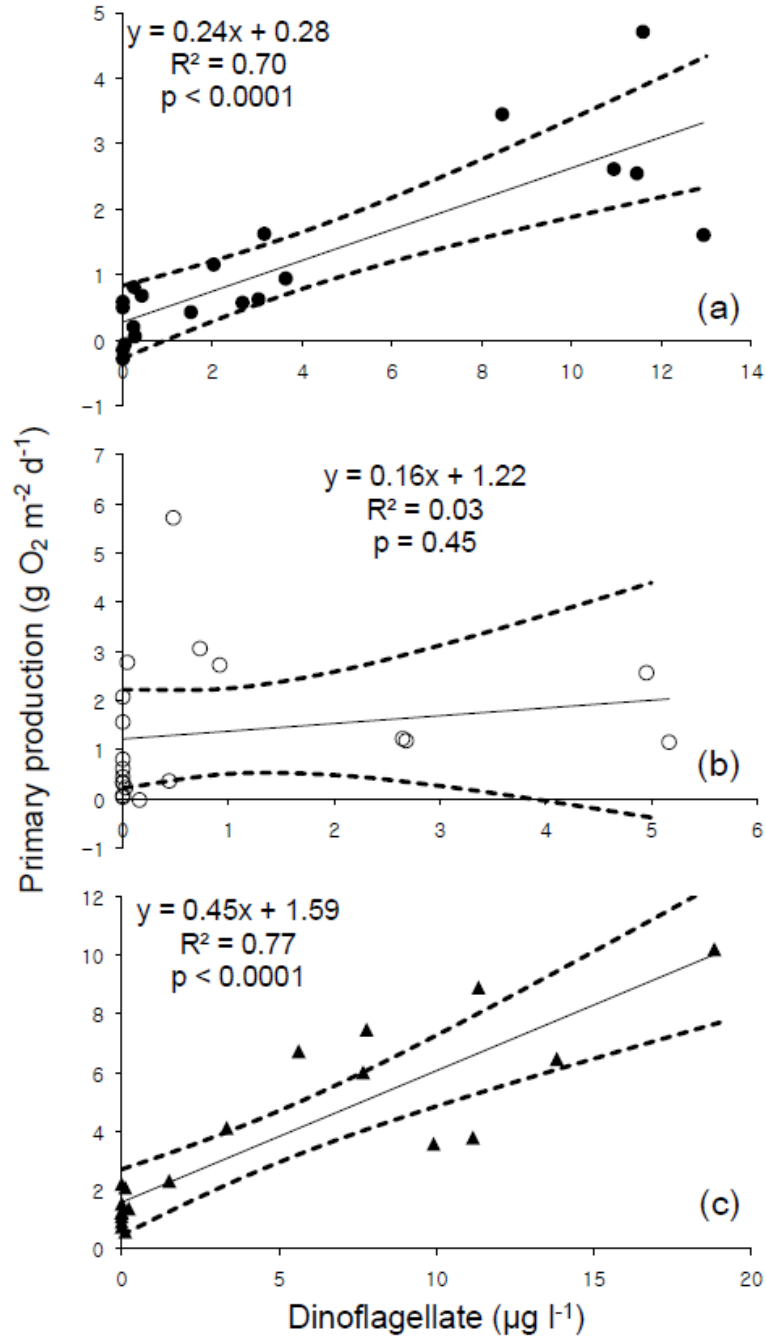 y = 0.24x + 0.28
R² = 0.70
p < 0.0001
5
4
3
2
1
0
−1
0 2 4 6 8 10 12 14
(a)
y = 0.16x + 1.22
R² = 0.03
p = 0.45
7
6
5
4
3
2
1
0
−1
0 1 2 3 4 5 6
(b)
y = 0.45x + 1.59
R² = 0.77
p < 0.0001
12
10
8
6
4
2
0
0 5 10 15 20
(c)
Primary production (g O₂ m⁻² d⁻¹)
Dinoflagellate (µg l⁻¹)